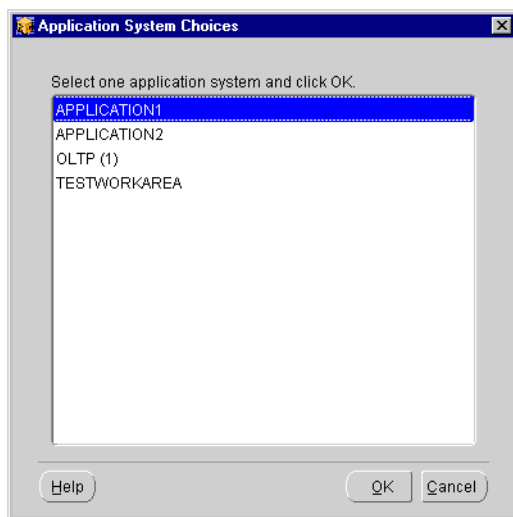 Application System Choices
Select one application system and click OK.
APPLICATION1
APPLICATION2
OLTP (1)
TESTWORKAREA
Help
OK
Cancel